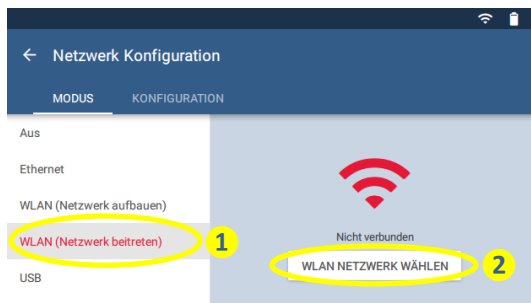 Netzwerk Konfiguration
MODUS KONFIGURATION
Aus
Ethernet
WLAN (Netzwerk aufbauen)
WLAN (Netzwerk beitreten) 1
USB
Nicht verbunden
WLAN NETZWERK WÄHLEN 2